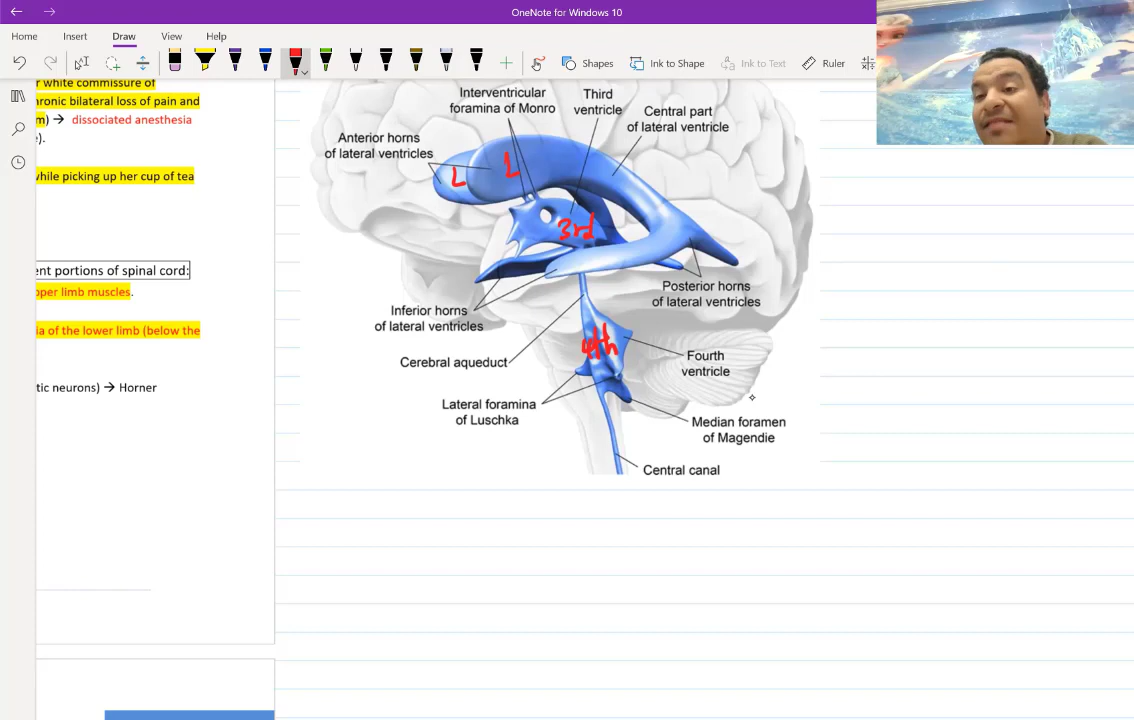 OneNote for Windows 10
Home Insert Draw View Help
Shapes Ink to Shape Ink to Text Ruler
r white commissure of
hronic bilateral loss of pain and
m) → dissociated anesthesia
e).
while picking up her cup of tea
ent portions of spinal cord:
pper limb muscles.
ia of the lower limb (below the
tic neurons) → Horner
Interventricular
foramina of Monro
Third
ventricle
Central part
of lateral ventricle
Anterior horns
of lateral ventricles
L
L
3rd
Posterior horns
of lateral ventricles
Inferior horns
of lateral ventricles
Cerebral aqueduct
4th
Fourth
ventricle
Lateral foramina
of Luschka
Median foramen
of Magendie
Central canal